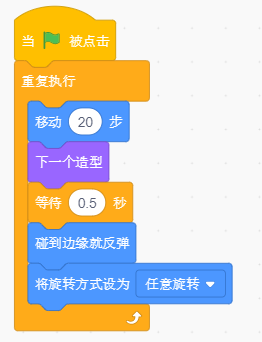 当 被点击
重复执行
移动 20 步
下一个造型
等待 0.5 秒
碰到边缘就反弹
将旋转方式设为 任意旋转